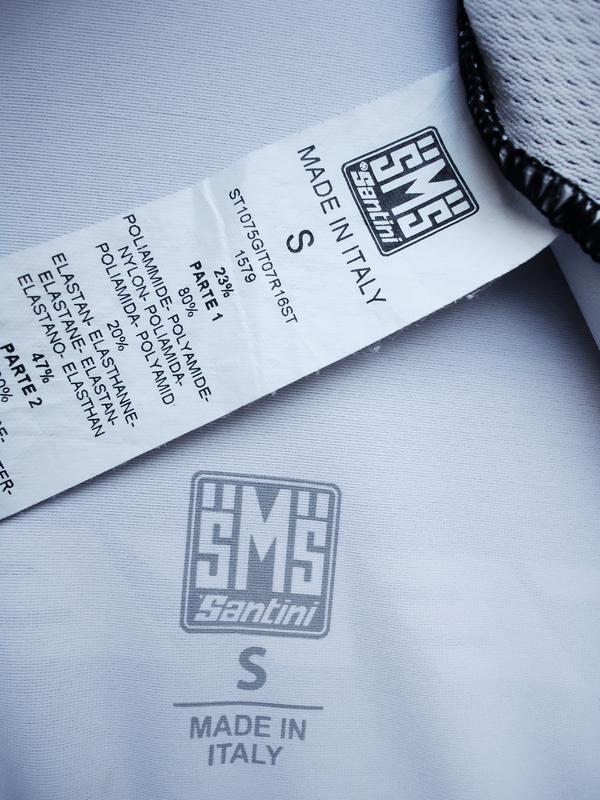 SMS
Santini
MADE IN ITALY
S
ST1075GIT07R16ST
1579
23%
PARTE 1
80%
POLIAMMIDE- POLYAMIDE-
NYLON- POLIAMIDA-
POLIAMIDA- POLYAMID
20%
ELASTAN- ELASTHANNE-
ELASTANE- ELASTAN-
ELASTANO- ELASTHAN
47%
PARTE 2
SMS
Santini
S
MADE IN
ITALY